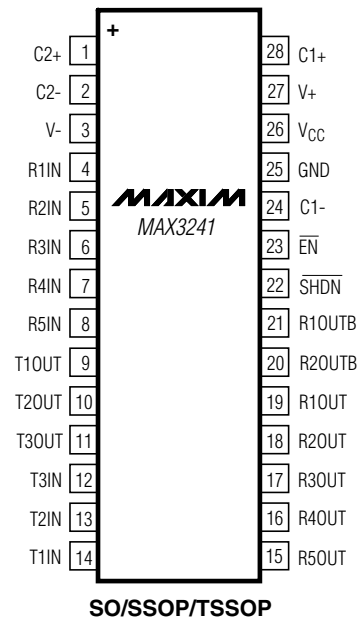 +
C2+ 1 28 C1+
C2- 2 27 V+
V- 3 26 VCC
R1IN 4 25 GND
R2IN 5 24 C1-
MAXIM
MAX3241
R3IN 6 23 E̅N̅
R4IN 7 22 S̅H̅D̅N̅
R5IN 8 21 R1OUTB
T1OUT 9 20 R2OUTB
T2OUT 10 19 R1OUT
T3OUT 11 18 R2OUT
T3IN 12 17 R3OUT
T2IN 13 16 R4OUT
T1IN 14 15 R5OUT
SO/SSOP/TSSOP